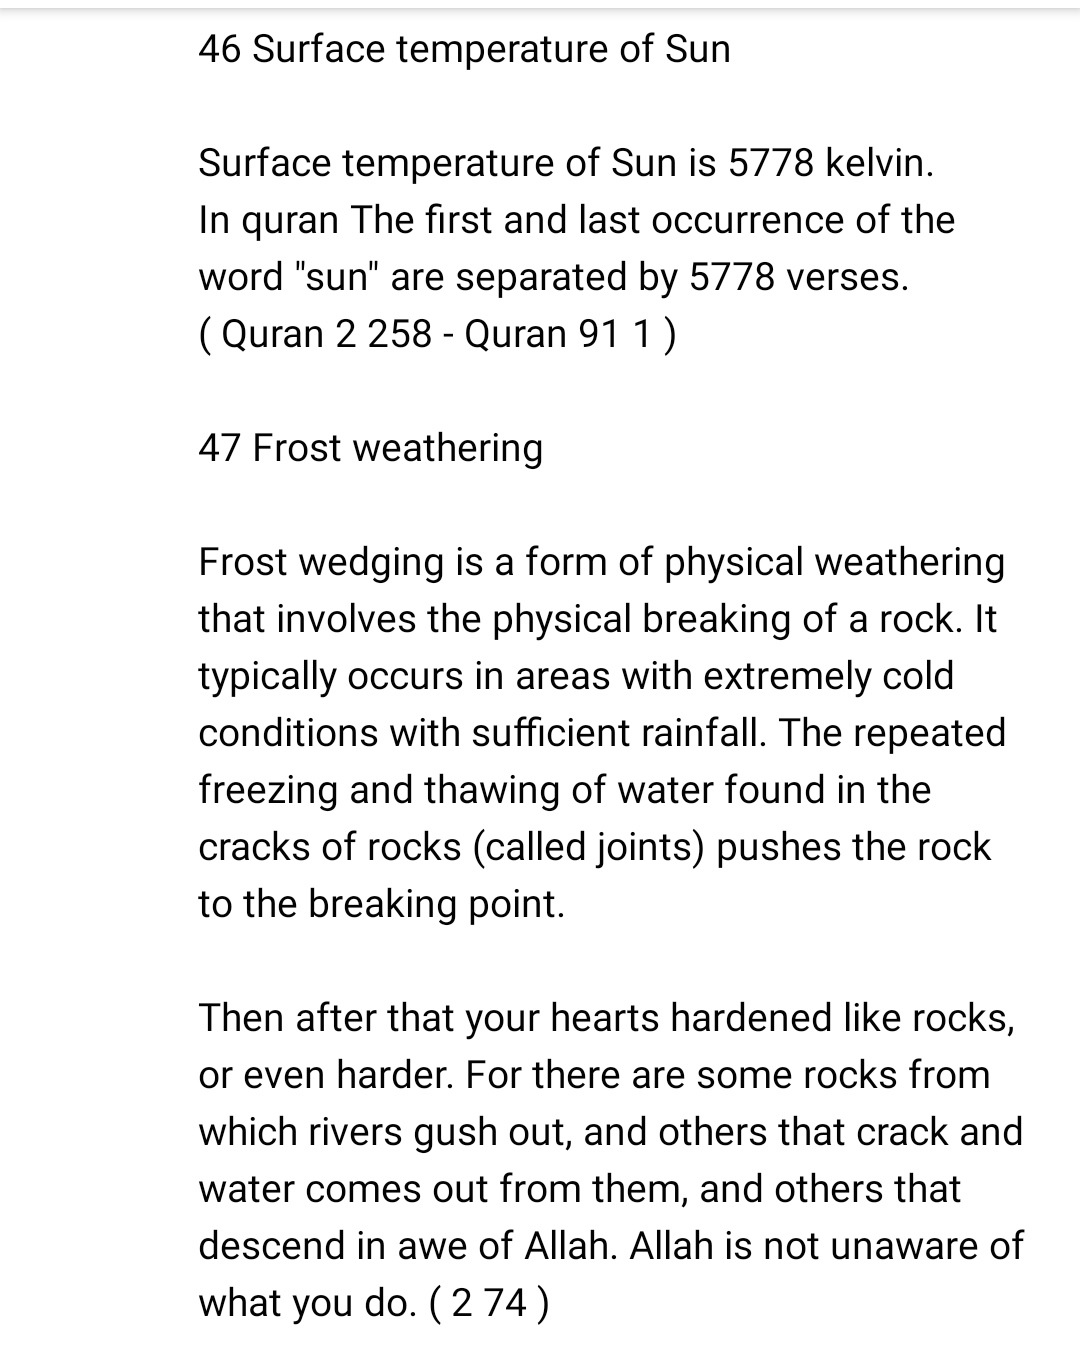 46 Surface temperature of Sun
Surface temperature of Sun is 5778 kelvin.
In quran The first and last occurrence of the
word "sun" are separated by 5778 verses.
( Quran 2 258 - Quran 91 1 )
47 Frost weathering
Frost wedging is a form of physical weathering
that involves the physical breaking of a rock. It
typically occurs in areas with extremely cold
conditions with sufficient rainfall. The repeated
freezing and thawing of water found in the
cracks of rocks (called joints) pushes the rock
to the breaking point.
Then after that your hearts hardened like rocks,
or even harder. For there are some rocks from
which rivers gush out, and others that crack and
water comes out from them, and others that
descend in awe of Allah. Allah is not unaware of
what you do. ( 2 74 )